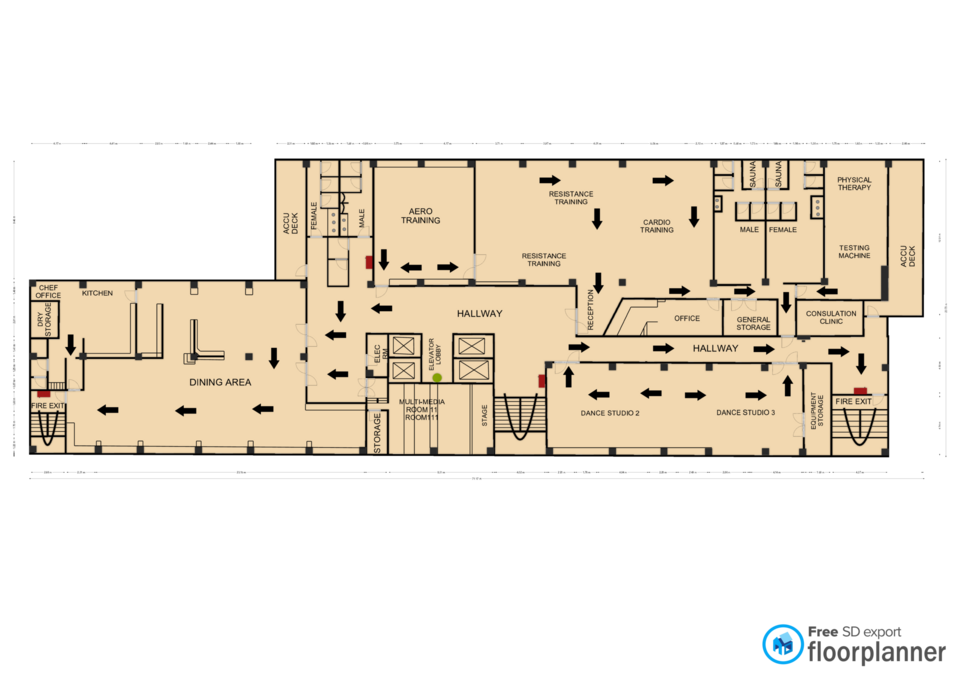 ACCU
DECK
FEMALE
MALE
AERO
TRAINING
RESISTANCE
TRAINING
CARDIO
TRAINING
RESISTANCE
TRAINING
SAUNA
SAUNA
MALE
FEMALE
PHYSICAL
THERAPY
TESTING
MACHINE
ACCU
DECK
CHEF
OFFICE
KITCHEN
DRY
STORAGE
HALLWAY
RECEPTION
OFFICE
GENERAL
STORAGE
CONSULATION
CLINIC
ELEC
RM
ELEVATOR
LOBBY
HALLWAY
DINING AREA
FIRE EXIT
STORAGE
MULTI-MEDIA
ROOM 11
ROOM111
STAGE
DANCE STUDIO 2
DANCE STUDIO 3
EQUIPMENT
STORAGE
FIRE EXIT
Free SD export
floorplanner